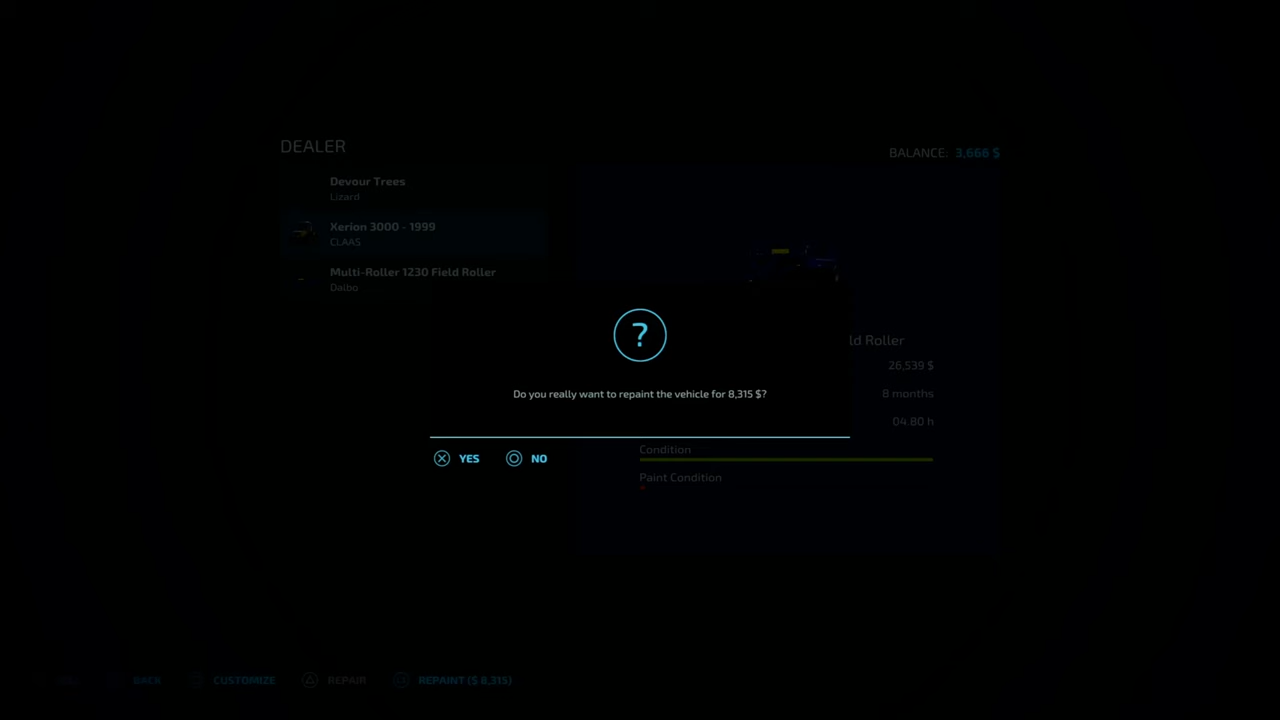 DEALER
BALANCE: 3,666 $
Devour Trees
Lizard
Xerion 3000 - 1999
CLAAS
Multi-Roller 1230 Field Roller
Dalbo
?
ld Roller
26,539 $
Do you really want to repaint the vehicle for 8,315 $?
8 months
04.80 h
Condition
YES NO
Paint Condition
BACK CUSTOMIZE REPAIR REPAINT ($ 8,315)